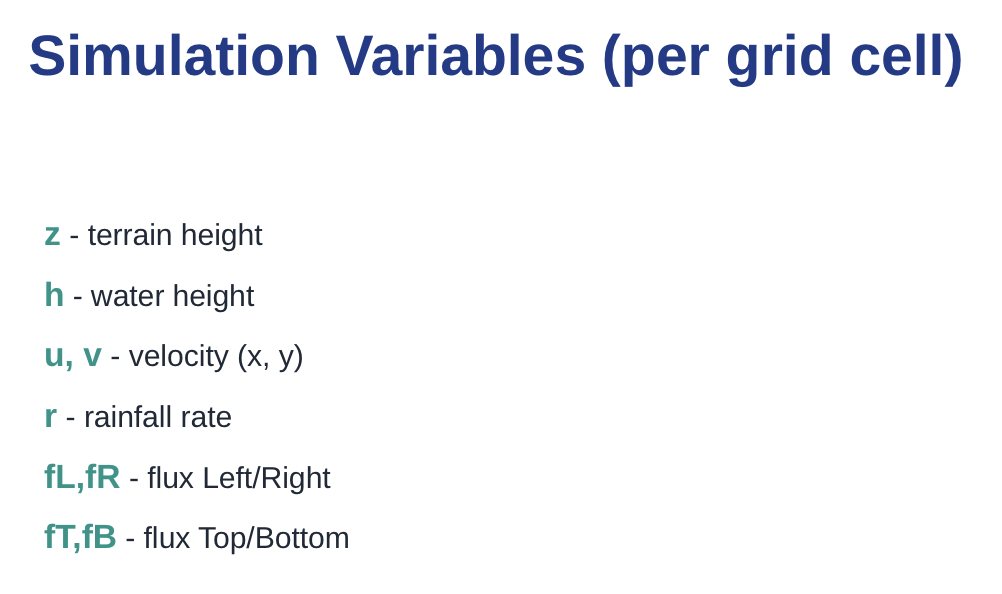 Simulation Variables (per grid cell)
z - terrain height
h - water height
u, v - velocity (x, y)
r - rainfall rate
fL,fR - flux Left/Right
fT,fB - flux Top/Bottom